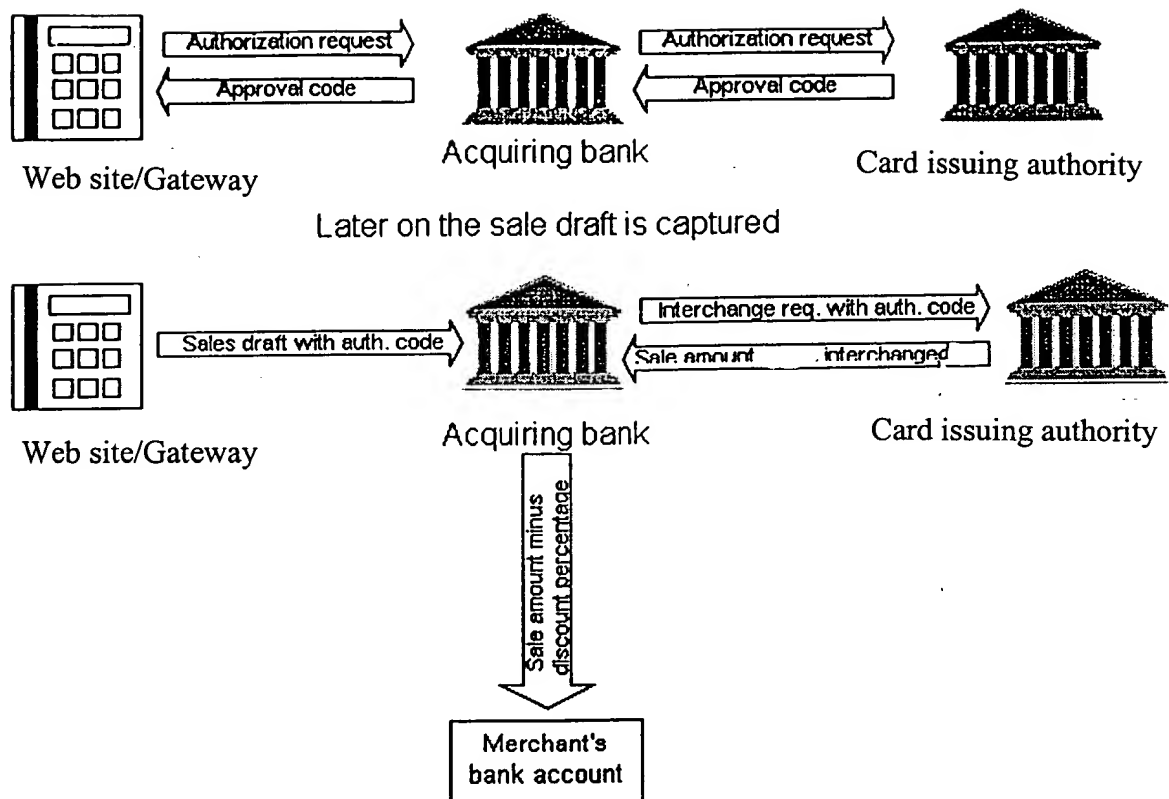 Authorization request
Authorization request
Approval code
Approval code
Acquiring bank
Web site/Gateway
Card issuing authority
Later on the sale draft is captured
Interchange req. with auth. code
Sales draft with auth. code
Sale amount
interchanged
Acquiring bank
Card issuing authority
Web site/Gateway
Sale amount minus
discount percentage
Merchant's
bank account